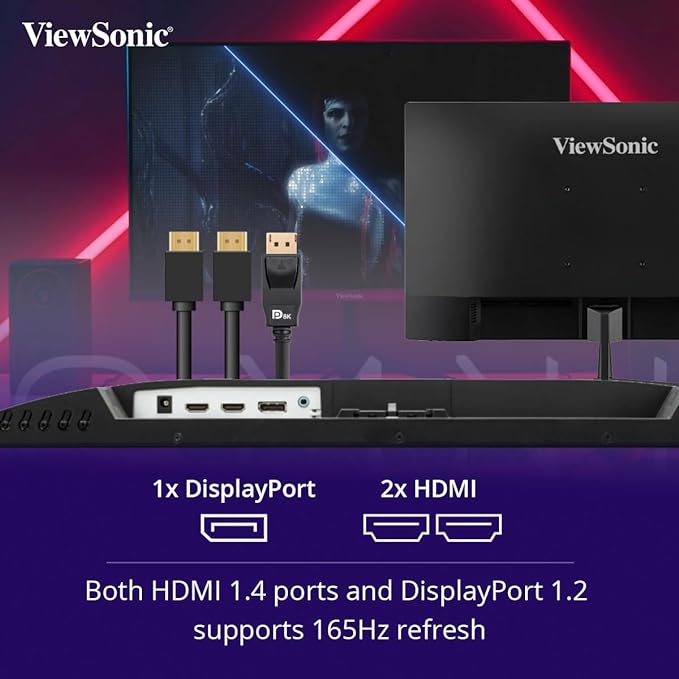 ViewSonic®
ViewSonic
ViewSonic
8K
1x DisplayPort
2x HDMI
Both HDMI 1.4 ports and DisplayPort 1.2
supports 165Hz refresh